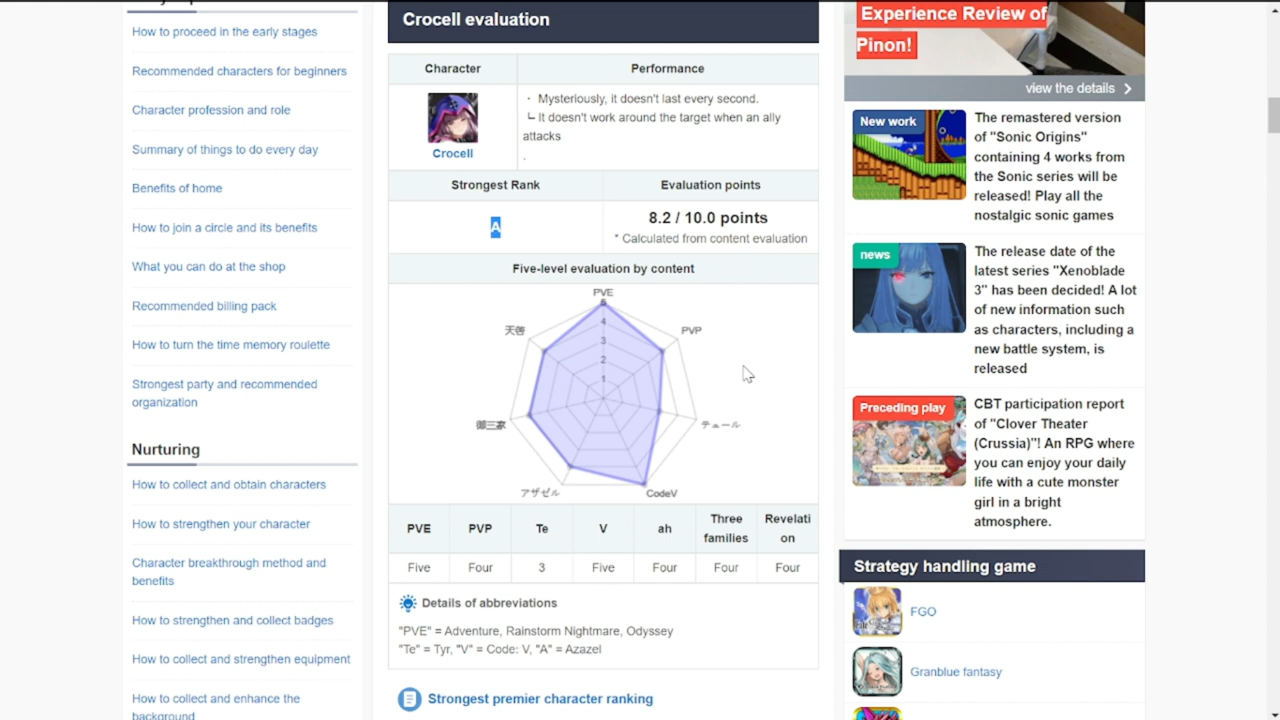 How to proceed in the early stages
Recommended characters for beginners
Character profession and role
Summary of things to do every day
Benefits of home
How to join a circle and its benefits
What you can do at the shop
Recommended billing pack
How to turn the time memory roulette
Strongest party and recommended
organization
Nurturing
How to collect and obtain characters
How to strengthen your character
Character breakthrough method and
benefits
How to strengthen and collect badges
How to collect and strengthen equipment
How to collect and enhance the
background
Crocell evaluation
Character
Performance
Crocell
・ Mysteriously, it doesn't last every second.
┗ It doesn't work around the target when an ally
attacks
.
Strongest Rank
Evaluation points
A
8.2 / 10.0 points
* Calculated from content evaluation
Five-level evaluation by content
PVE
5
4
3
2
1
PVP
テュール
CodeV
アザゼル
御三家
天啓
PVE
PVP
Te
V
ah
Three
families
Revelati
on
Five
Four
3
Five
Four
Four
Four
Details of abbreviations
"PVE" = Adventure, Rainstorm Nightmare, Odyssey
"Te" = Tyr, "V" = Code: V, "A" = Azazel
Strongest premier character ranking
Experience Review of
Pinon!
view the details
New work
The remastered version
of "Sonic Origins"
containing 4 works from
the Sonic series will be
released! Play all the
nostalgic sonic games
news
The release date of the
latest series "Xenoblade
3" has been decided! A lot
of new information such
as characters, including a
new battle system, is
released
Preceding play
CBT participation report
of "Clover Theater
(Crussia)"! An RPG where
you can enjoy your daily
life with a cute monster
girl in a bright
atmosphere.
Strategy handling game
FGO
Granblue fantasy